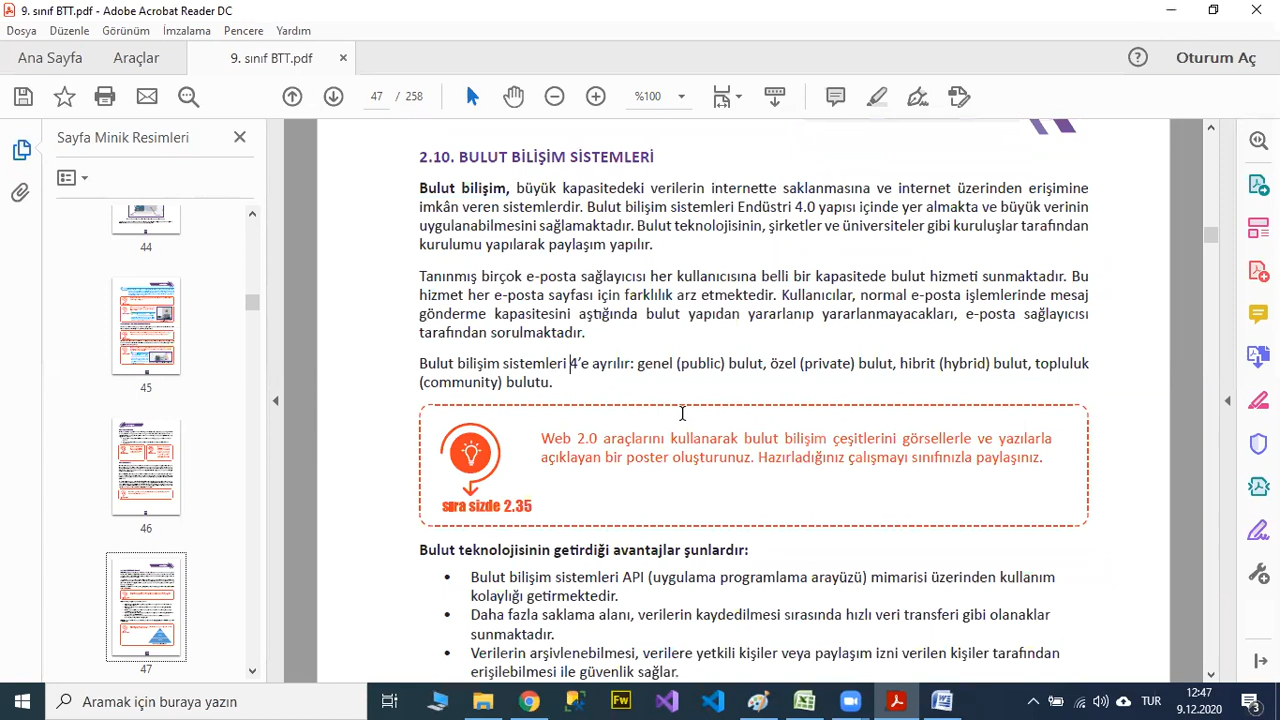 9. sınıf BTT.pdf - Adobe Acrobat Reader DC
Dosya Düzenle Görünüm İmzalama Pencere Yardım
Ana Sayfa Araçlar 9. sınıf BTT.pdf × Oturum Aç
47 / 258 %100
Sayfa Minik Resimleri
44
45
46
47
2.10. BULUT BİLİŞİM SİSTEMLERİ
Bulut bilişim, büyük kapasitedeki verilerin internette saklanmasına ve internet üzerinden erişimine
imkân veren sistemlerdir. Bulut bilişim sistemleri Endüstri 4.0 yapısı içinde yer almakta ve büyük verinin
uygulanabilmesini sağlamaktadır. Bulut teknolojisinin, şirketler ve üniversiteler gibi kuruluşlar tarafından
kurulumu yapılarak paylaşım yapılır.
Tanınmış birçok e-posta sağlayıcısı her kullanıcısına belli bir kapasitede bulut hizmeti sunmaktadır. Bu
hizmet her e-posta sayfası için farklılık arz etmektedir. Kullanıcılar, normal e-posta işlemlerinde mesaj
gönderme kapasitesini aştığında bulut yapıdan yararlanıp yararlanmayacakları, e-posta sağlayıcısı
tarafından sorulmaktadır.
Bulut bilişim sistemleri 4'e ayrılır: genel (public) bulut, özel (private) bulut, hibrit (hybrid) bulut, topluluk
(community) bulutu.
Web 2.0 araçlarını kullanarak bulut bilişim çeşitlerini görsellerle ve yazılarla
açıklayan bir poster oluşturunuz. Hazırladığınız çalışmayı sınıfınızla paylaşınız.
sıra sizde 2.35
Bulut teknolojisinin getirdiği avantajlar şunlardır:
• Bulut bilişim sistemleri API (uygulama programlama arayüzü) mimarisi üzerinden kullanım
kolaylığı getirmektedir.
• Daha fazla saklama alanı, verilerin kaydedilmesi sırasında hızlı veri transferi gibi olanaklar
sunmaktadır.
• Verilerin arşivlenebilmesi, verilere yetkili kişiler veya paylaşım izni verilen kişiler tarafından
erişilebilmesi ile güvenlik sağlar.
Aramak için buraya yazın
Fw
TUR
12:47
9.12.2020
3